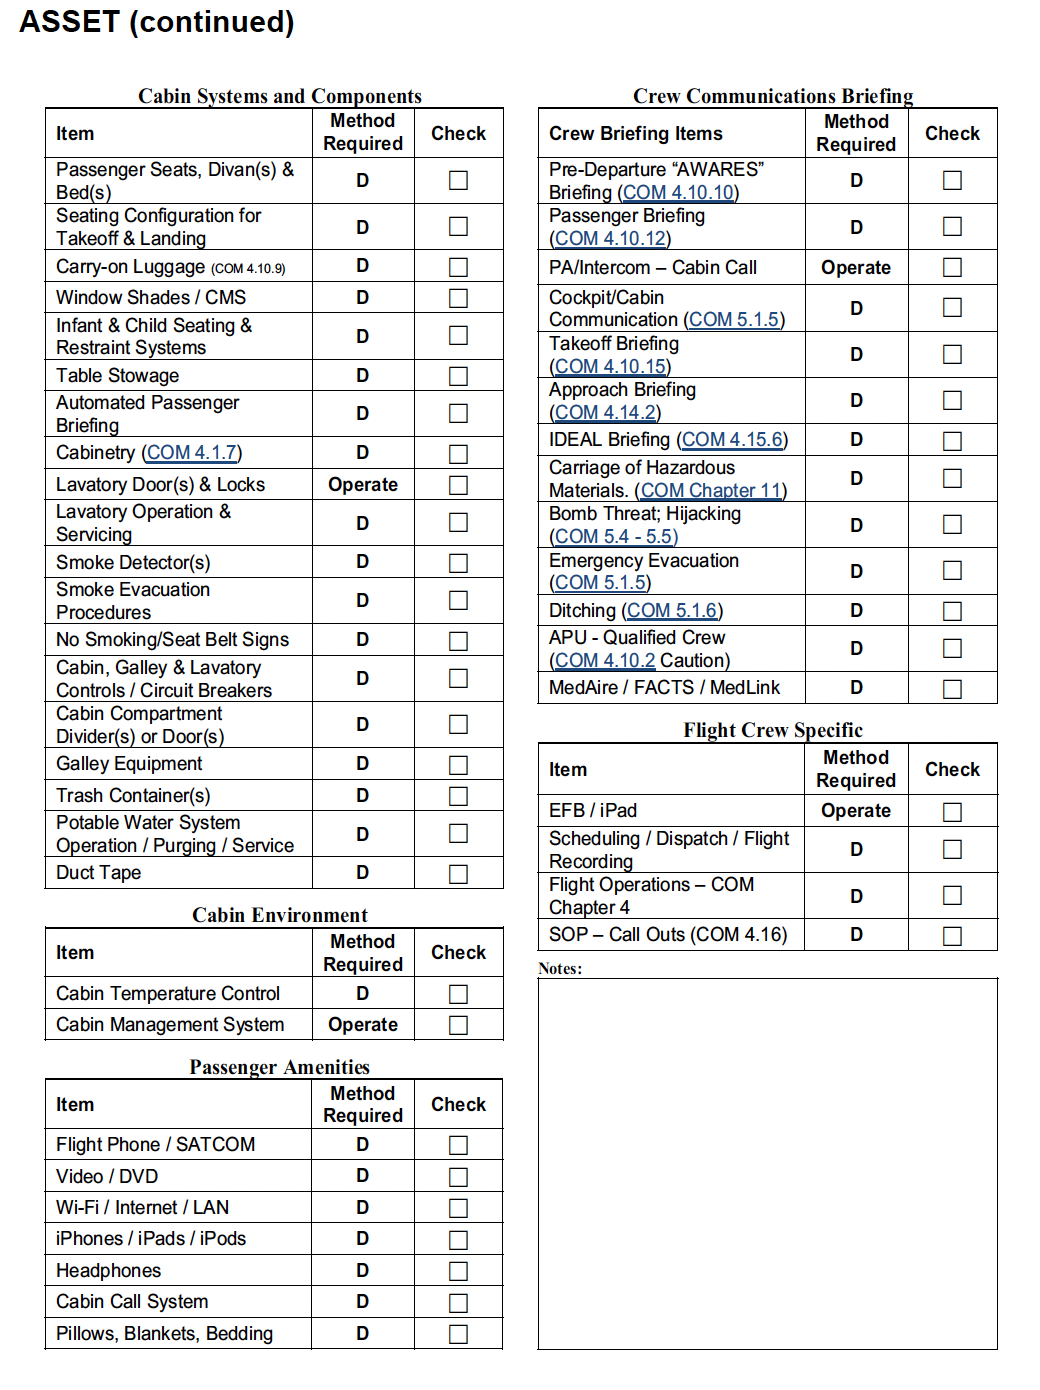 ASSET (continued)
Cabin Systems and Components
Item
Method
Required
Check
Passenger Seats, Divan(s) &
Bed(s)
D
Seating Configuration for
Takeoff & Landing
D
Carry-on Luggage (COM 4.10.9)
D
Window Shades / CMS
D
Infant & Child Seating &
Restraint Systems
D
Table Stowage
D
Automated Passenger
Briefing
D
Cabinetry (COM 4.1.7)
D
Lavatory Door(s) & Locks
Operate
Lavatory Operation &
Servicing
D
Smoke Detector(s)
D
Smoke Evacuation
Procedures
D
No Smoking/Seat Belt Signs
D
Cabin, Galley & Lavatory
Controls / Circuit Breakers
D
Cabin Compartment
Divider(s) or Door(s)
D
Galley Equipment
D
Trash Container(s)
D
Potable Water System
Operation / Purging / Service
D
Duct Tape
D
Cabin Environment
Item
Method
Required
Check
Cabin Temperature Control
D
Cabin Management System
Operate
Passenger Amenities
Item
Method
Required
Check
Flight Phone / SATCOM
D
Video / DVD
D
Wi-Fi / Internet / LAN
D
iPhones / iPads / iPods
D
Headphones
D
Cabin Call System
D
Pillows, Blankets, Bedding
D
Crew Communications Briefing
Crew Briefing Items
Method
Required
Check
Pre-Departure “AWARES”
Briefing (COM 4.10.10)
D
Passenger Briefing
(COM 4.10.12)
D
PA/Intercom – Cabin Call
Operate
Cockpit/Cabin
Communication (COM 5.1.5)
D
Takeoff Briefing
(COM 4.10.15)
D
Approach Briefing
(COM 4.14.2)
D
IDEAL Briefing (COM 4.15.6)
D
Carriage of Hazardous
Materials. (COM Chapter 11)
D
Bomb Threat; Hijacking
(COM 5.4 - 5.5)
D
Emergency Evacuation
(COM 5.1.5)
D
Ditching (COM 5.1.6)
D
APU - Qualified Crew
(COM 4.10.2 Caution)
D
MedAire / FACTS / MedLink
D
Flight Crew Specific
Item
Method
Required
Check
EFB / iPad
Operate
Scheduling / Dispatch / Flight
Recording
D
Flight Operations – COM
Chapter 4
D
SOP – Call Outs (COM 4.16)
D
Notes: